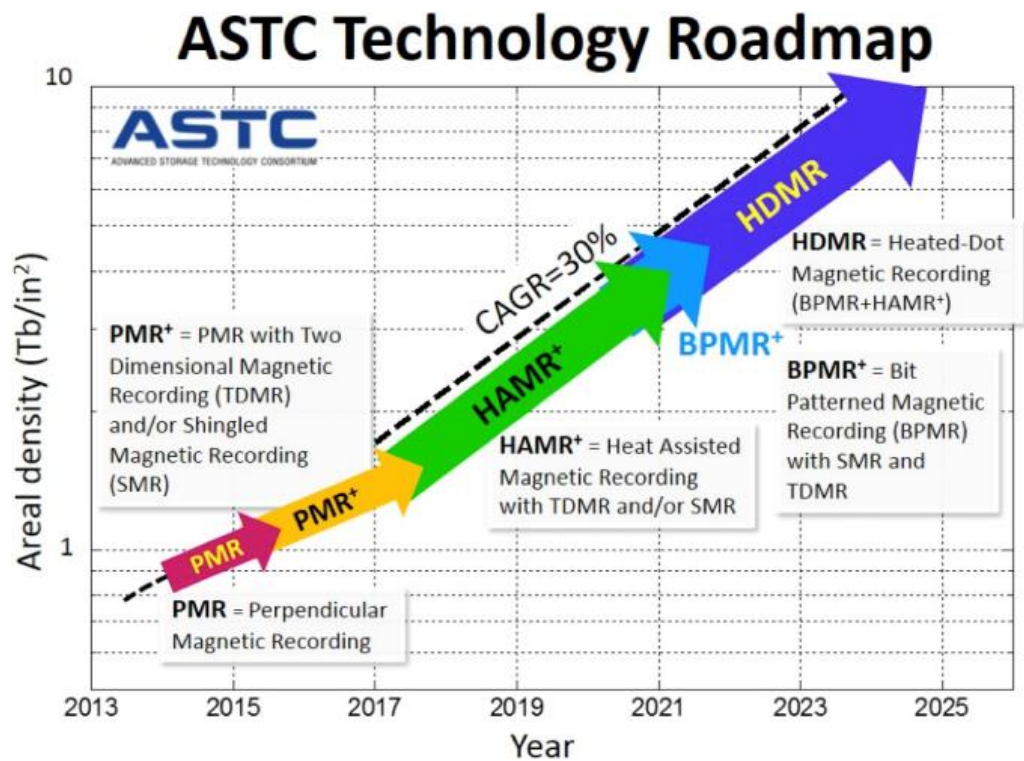 ASTC Technology Roadmap
10
ASTC
ADVANCED STORAGE TECHNOLOGY CONSORTIUM
HDMR
CAGR=30%
HDMR = Heated-Dot
Magnetic Recording
(BPMR+HAMR⁺)
PMR⁺ = PMR with Two
Dimensional Magnetic
Recording (TDMR)
and/or Shingled
Magnetic Recording
(SMR)
BPMR⁺
HAMR⁺
BPMR⁺ = Bit
Patterned Magnetic
Recording (BPMR)
with SMR and
TDMR
HAMR⁺ = Heat Assisted
Magnetic Recording
with TDMR and/or SMR
PMR⁺
PMR
1
PMR = Perpendicular
Magnetic Recording
Areal density (Tb/in²)
2013 2015 2017 2019 2021 2023 2025
Year